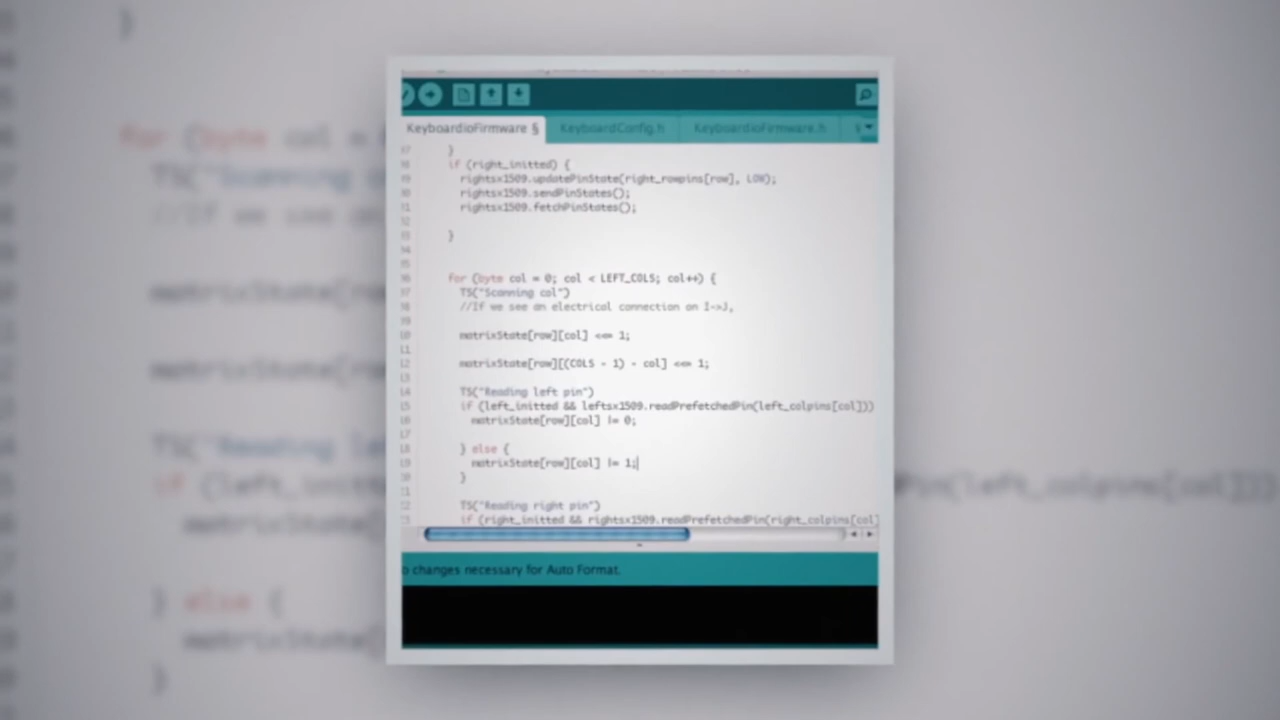 KeyboardioFirmware §
KeyboardConfig.h
KeyboardioFirmware.h
}
if (right_initted) {
rightsx1509.updatePinState(right_rowpins[row], LOW);
rightsx1509.sendPinStates();
rightsx1509.fetchPinStates();
}
for (byte col = 0; col < LEFT_COLS; col++) {
TS("Scanning col")
//If we see an electrical connection on I->J,
matrixState[row][col] <<= 1;
matrixState[row][(COLS - 1) - col] <<= 1;
TS("Reading left pin")
if (left_initted && leftsx1509.readPrefetchedPin(left_colpins[col]))
matrixState[row][col] |= 0;
} else {
matrixState[row][col] |= 1;
}
TS("Reading right pin")
if (right_initted && rightsx1509.readPrefetchedPin(right_colpins[col]
o changes necessary for Auto Format.